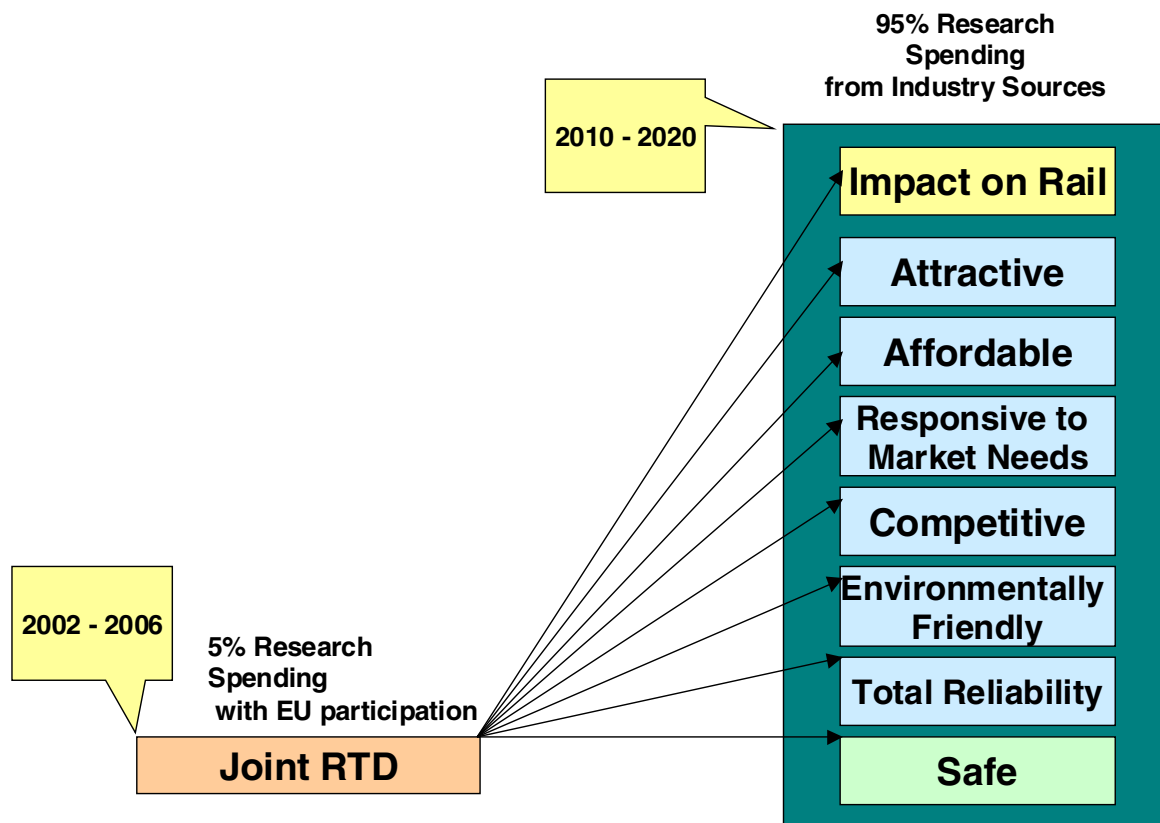 95% Research
Spending
from Industry Sources
2010 - 2020
Impact on Rail
Attractive
Affordable
Responsive to
Market Needs
Competitive
Environmentally
Friendly
2002 - 2006
5% Research
Spending
with EU participation
Total Reliability
Joint RTD
Safe